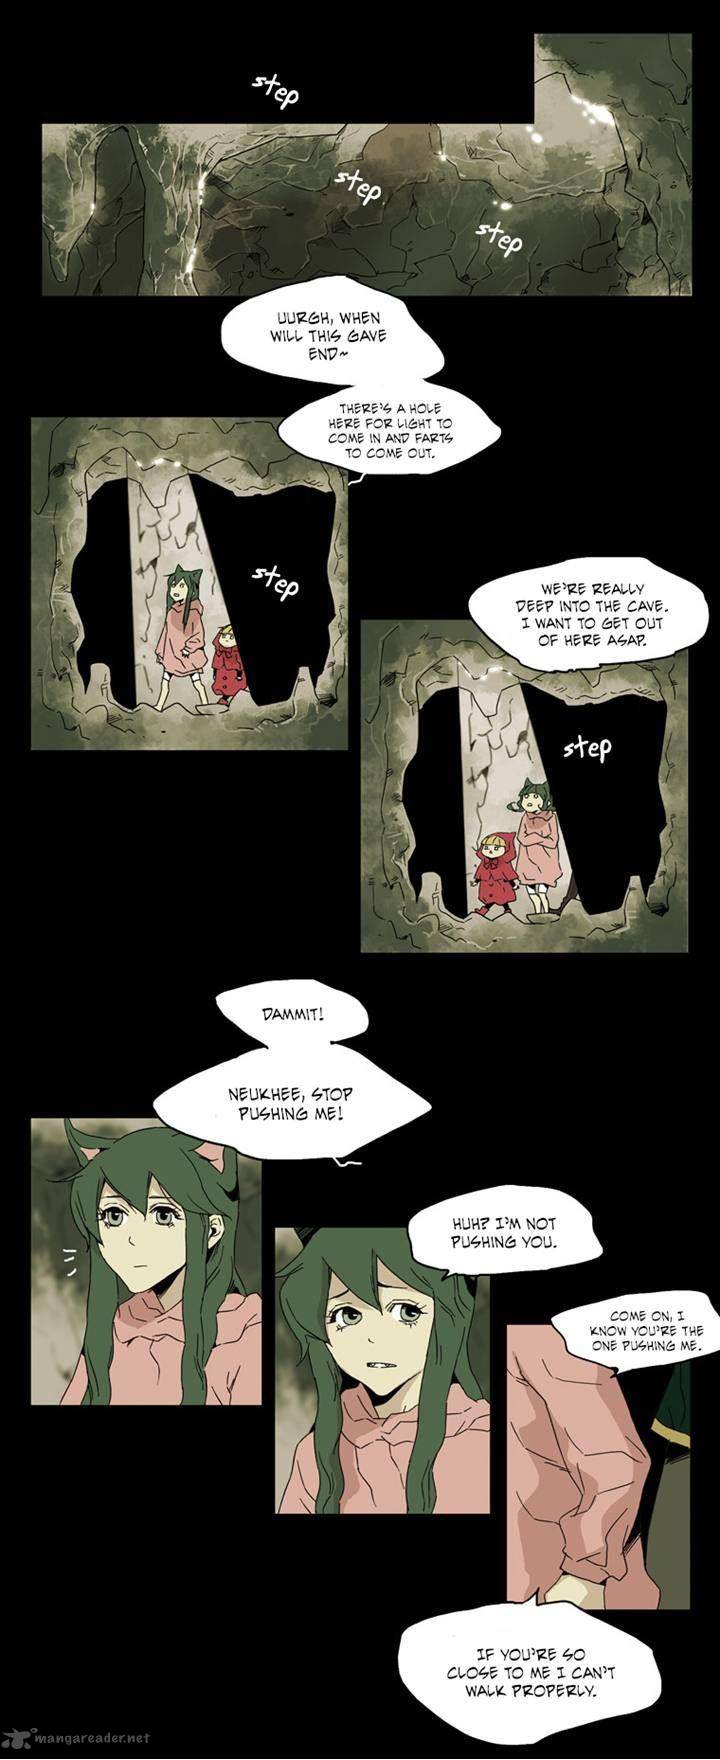 step
step
step
UURGH, WHEN
WILL THIS GAVE
END~
THERE'S A HOLE
HERE FOR LIGHT TO
COME IN AND FARTS
TO COME OUT.
step
WE'RE REALLY
DEEP INTO THE CAVE.
I WANT TO GET OUT
OF HERE ASAP.
step
DAMMIT!
NEUKHEE, STOP
PUSHING ME!
HUH? I'M NOT
PUSHING YOU.
COME ON, I
KNOW YOU'RE THE
ONE PUSHING ME.
IF YOU'RE SO
CLOSE TO ME I CAN'T
WALK PROPERLY.
mangareader.net